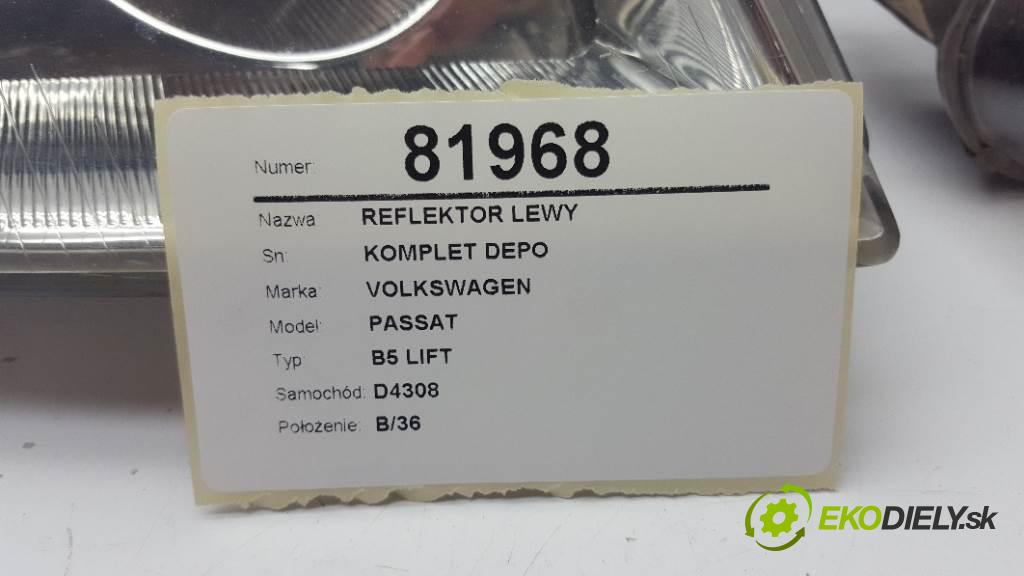 Numer: 81968
Nazwa REFLEKTOR LEWY
Sn: KOMPLET DEPO
Marka: VOLKSWAGEN
Model: PASSAT
Typ: B5 LIFT
Samochód: D4308
Położenie: B/36
EKODIELY.sk